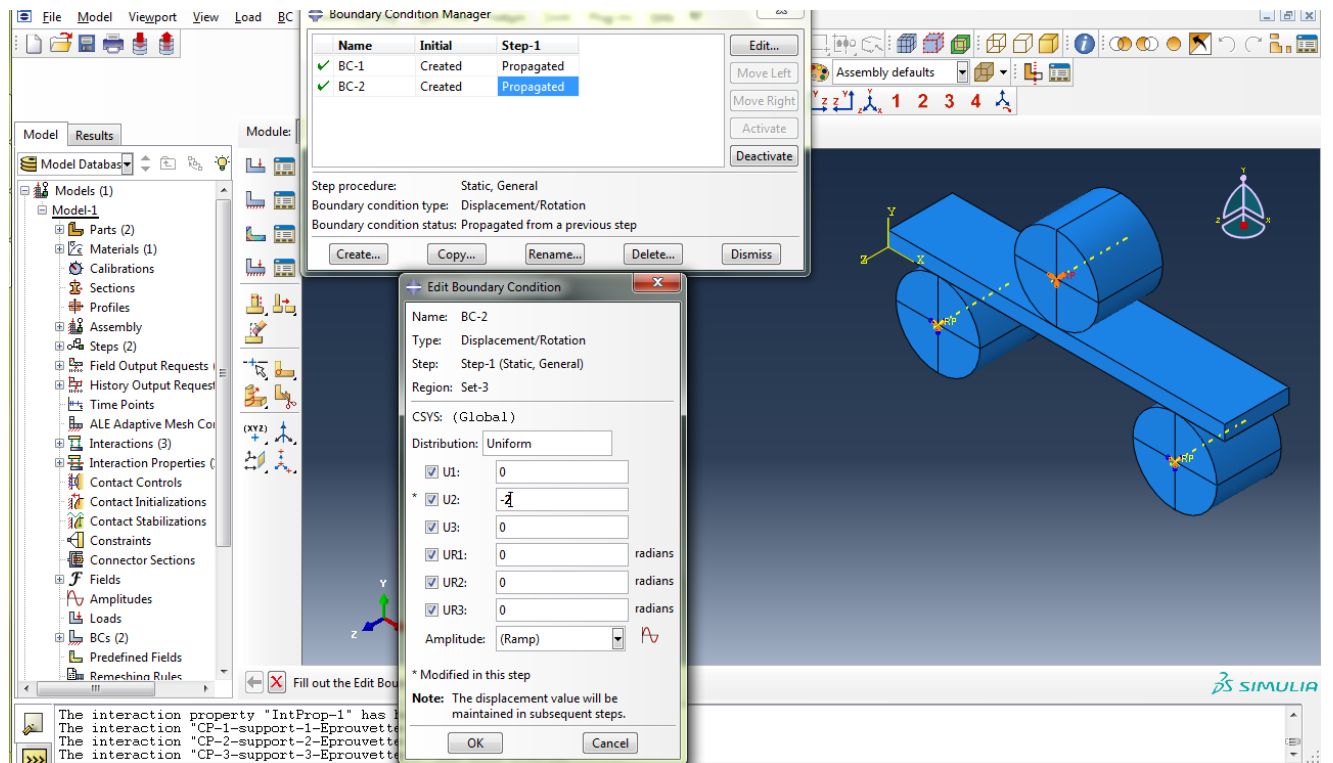 File Model Viewport View Load BC
Boundary Condition Manager
Name Initial Step-1
BC-1 Created Propagated
BC-2 Created Propagated
Edit...
Move Left
Move Right
Activate
Deactivate
Step procedure: Static, General
Boundary condition type: Displacement/Rotation
Boundary condition status: Propagated from a previous step
Create... Copy... Rename... Delete... Dismiss
Assembly defaults
1 2 3 4
Model Results
Module:
Model Databas
Models (1)
Model-1
Parts (2)
Materials (1)
Calibrations
Sections
Profiles
Assembly
Steps (2)
Field Output Requests
History Output Request
Time Points
ALE Adaptive Mesh Con
Interactions (3)
Interaction Properties (
Contact Controls
Contact Initializations
Contact Stabilizations
Constraints
Connector Sections
Fields
Amplitudes
Loads
BCs (2)
Predefined Fields
Remeshing Rules
(XYZ)
Edit Boundary Condition
Name: BC-2
Type: Displacement/Rotation
Step: Step-1 (Static, General)
Region: Set-3
CSYS: (Global)
Distribution: Uniform
U1: 0
* U2: -2
U3: 0
UR1: 0 radians
UR2: 0 radians
UR3: 0 radians
Amplitude: (Ramp)
* Modified in this step
Note: The displacement value will be
maintained in subsequent steps.
OK Cancel
Y
Z X
RP
RP
Y
Z
Fill out the Edit Bou
SIMULIA
The interaction property "IntProp-1" has
The interaction "CP-1-support-1-Eprouvette
The interaction "CP-2-support-2-Eprouvette
The interaction "CP-3-support-3-Eprouvette
>>>